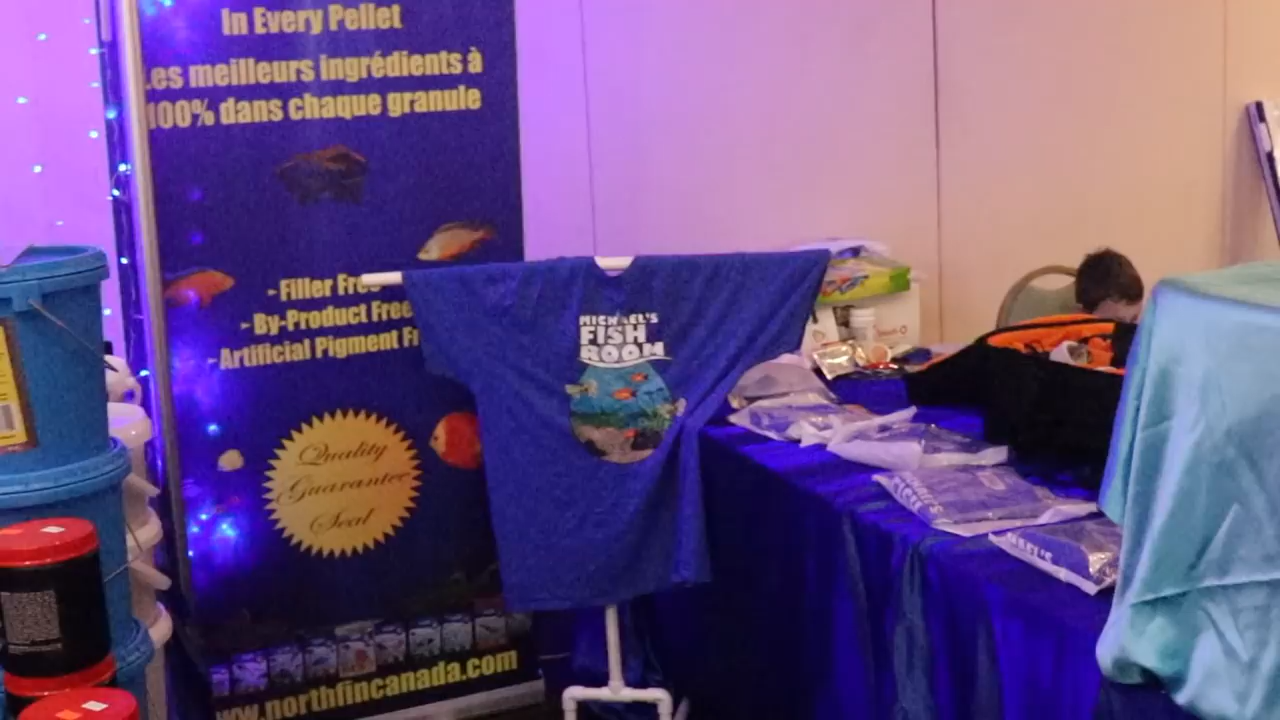 In Every Pellet
Les meilleurs ingrédients à
100% dans chaque granule
-Filler Free
-By-Product Free
-Artificial Pigment Fr
Quality
Guarantee
Seal
www.northfincanada.com
MICHAEL'S
FISH
ROOM